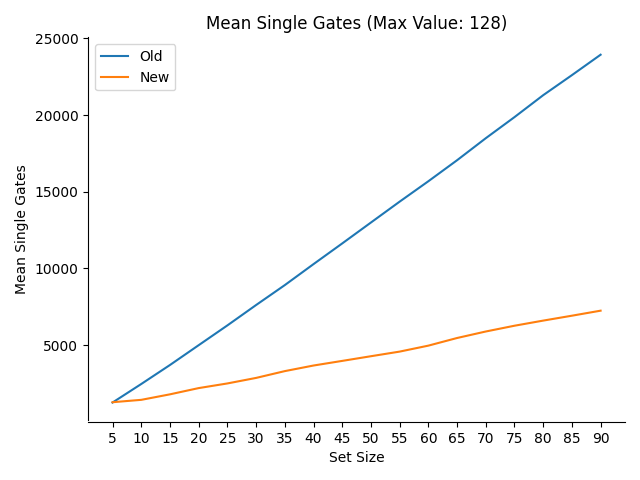 Mean Single Gates (Max Value: 128)
Old
New
25000
20000
15000
10000
5000
Mean Single Gates
5 10 15 20 25 30 35 40 45 50 55 60 65 70 75 80 85 90
Set Size